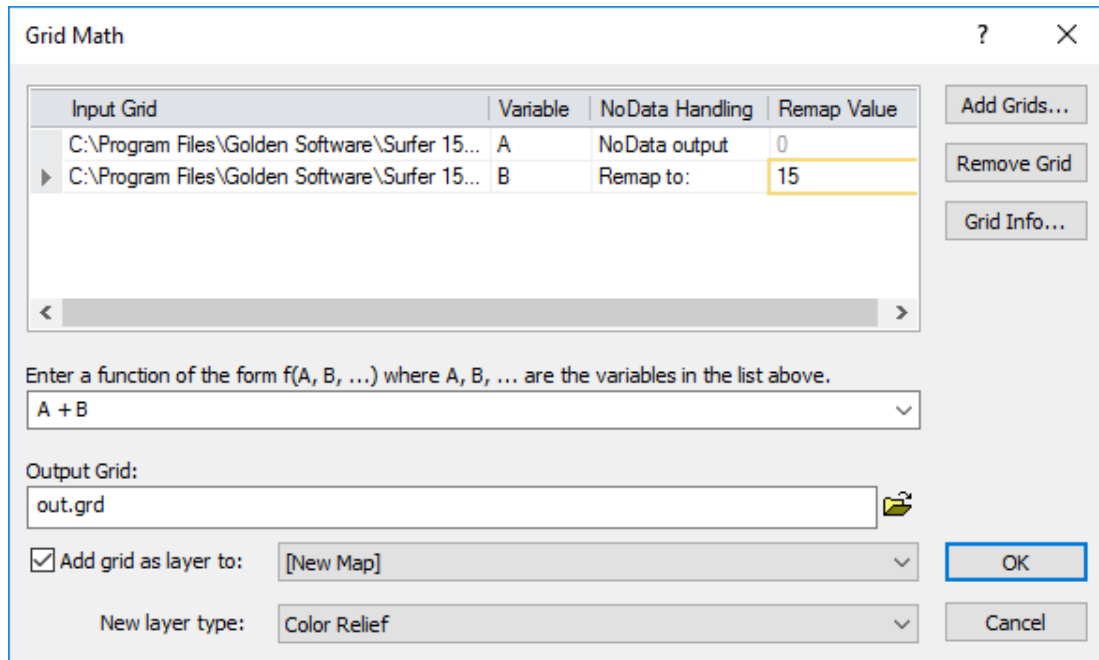 Grid Math ?
Input Grid Variable NoData Handling Remap Value Add Grids...
C:\Program Files\Golden Software\Surfer 15... A NoData output 0
C:\Program Files\Golden Software\Surfer 15... B Remap to: 15 Remove Grid
Grid Info...
Enter a function of the form f(A, B, ...) where A, B, ... are the variables in the list above.
A + B
Output Grid:
out.grd
Add grid as layer to: [New Map] OK
New layer type: Color Relief Cancel